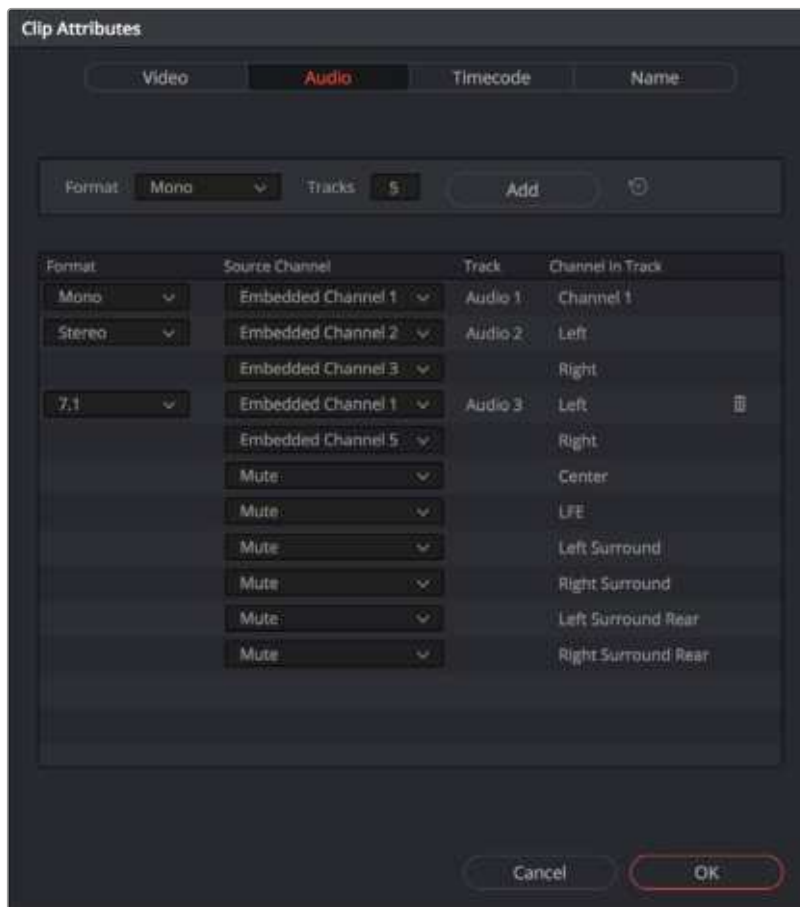 Clip Attributes
Video Audio Timecode Name
Format Mono Tracks 5 Add
Format Source Channel Track Channel In Track
Mono Embedded Channel 1 Audio 1 Channel 1
Stereo Embedded Channel 2 Audio 2 Left
Embedded Channel 3 Right
7.1 Embedded Channel 1 Audio 3 Left
Embedded Channel 5 Right
Mute Center
Mute LFE
Mute Left Surround
Mute Right Surround
Mute Left Surround Rear
Mute Right Surround Rear
Cancel OK